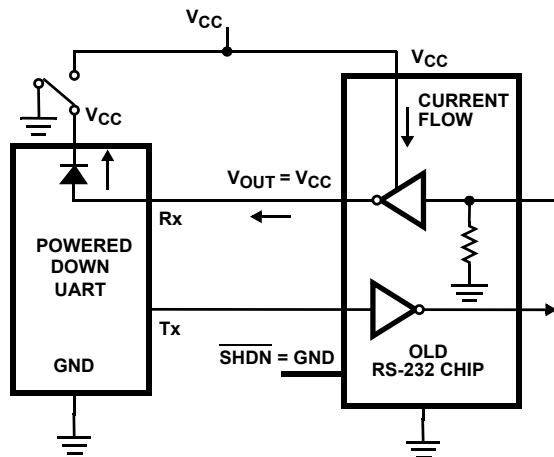 VCC
VCC
CURRENT
FLOW
VCC
VOUT = VCC
Rx
POWERED
DOWN
UART
Tx
GND
SHDN = GND
OLD
RS-232 CHIP